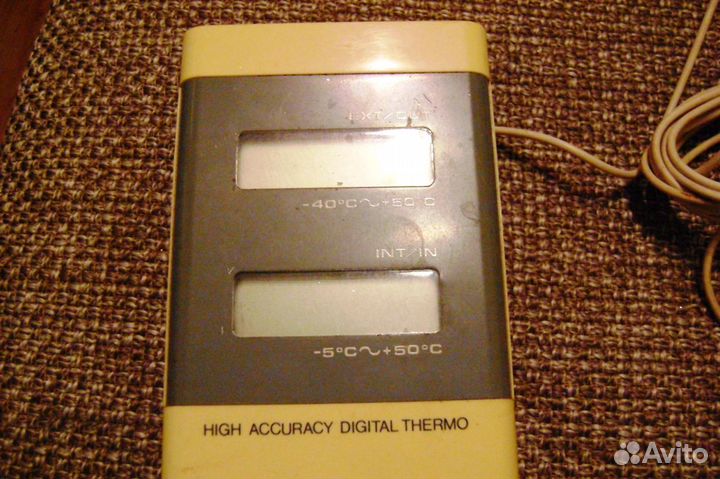 EXT/OUT
-40°C～+50°C
INT/IN
-5°C～+50°C
HIGH ACCURACY DIGITAL THERMO
Avito